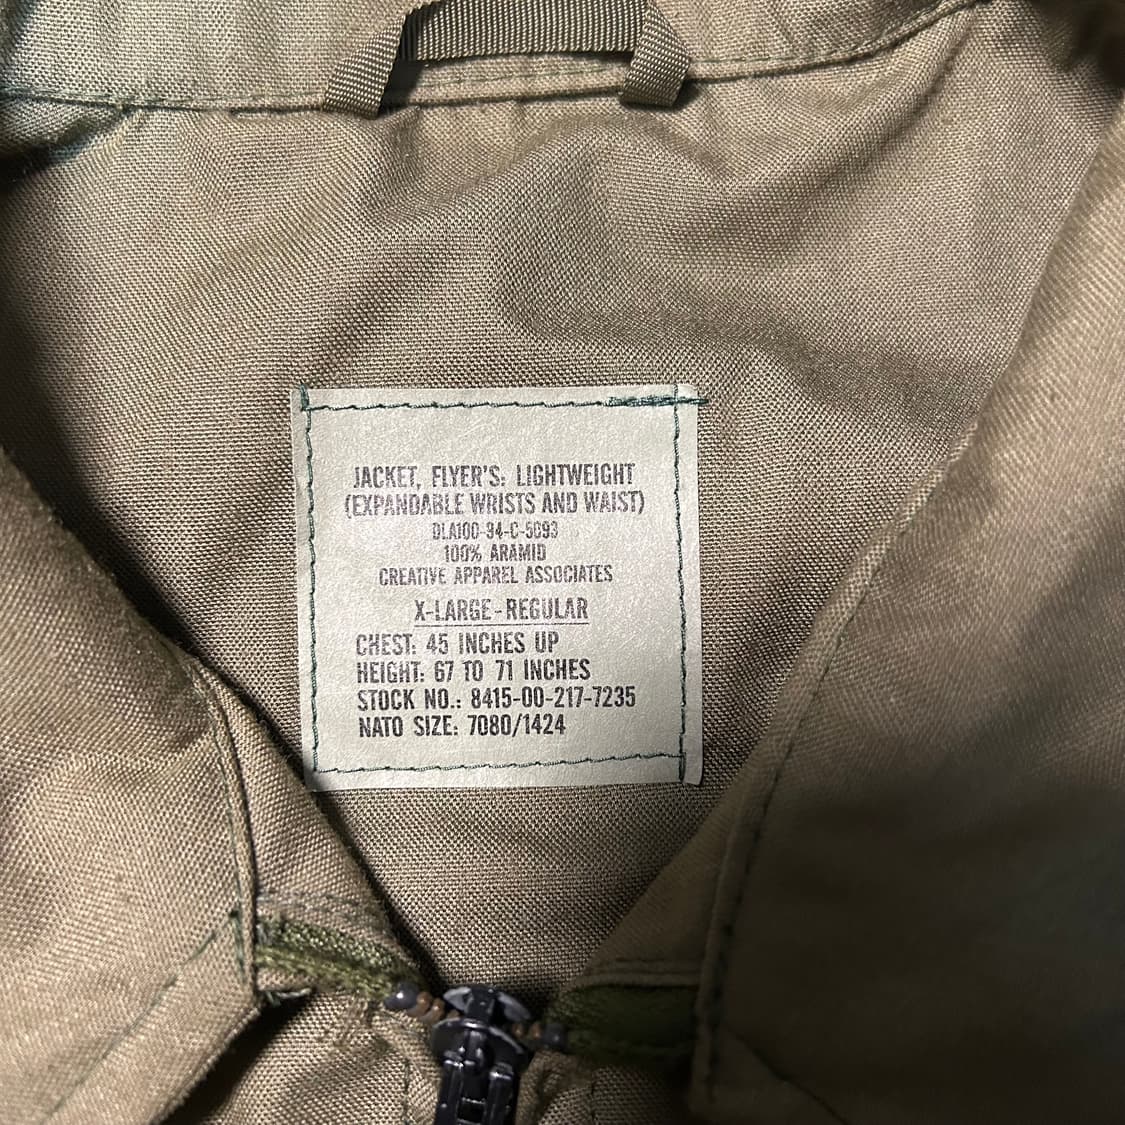 JACKET, FLYER'S: LIGHTWEIGHT
(EXPANDABLE WRISTS AND WAIST)
DLA100-94-C-5093
100% ARAMID
CREATIVE APPAREL ASSOCIATES
X-LARGE-REGULAR
CHEST: 45 INCHES UP
HEIGHT: 67 TO 71 INCHES
STOCK NO.: 8415-00-217-7235
NATO SIZE: 7080/1424